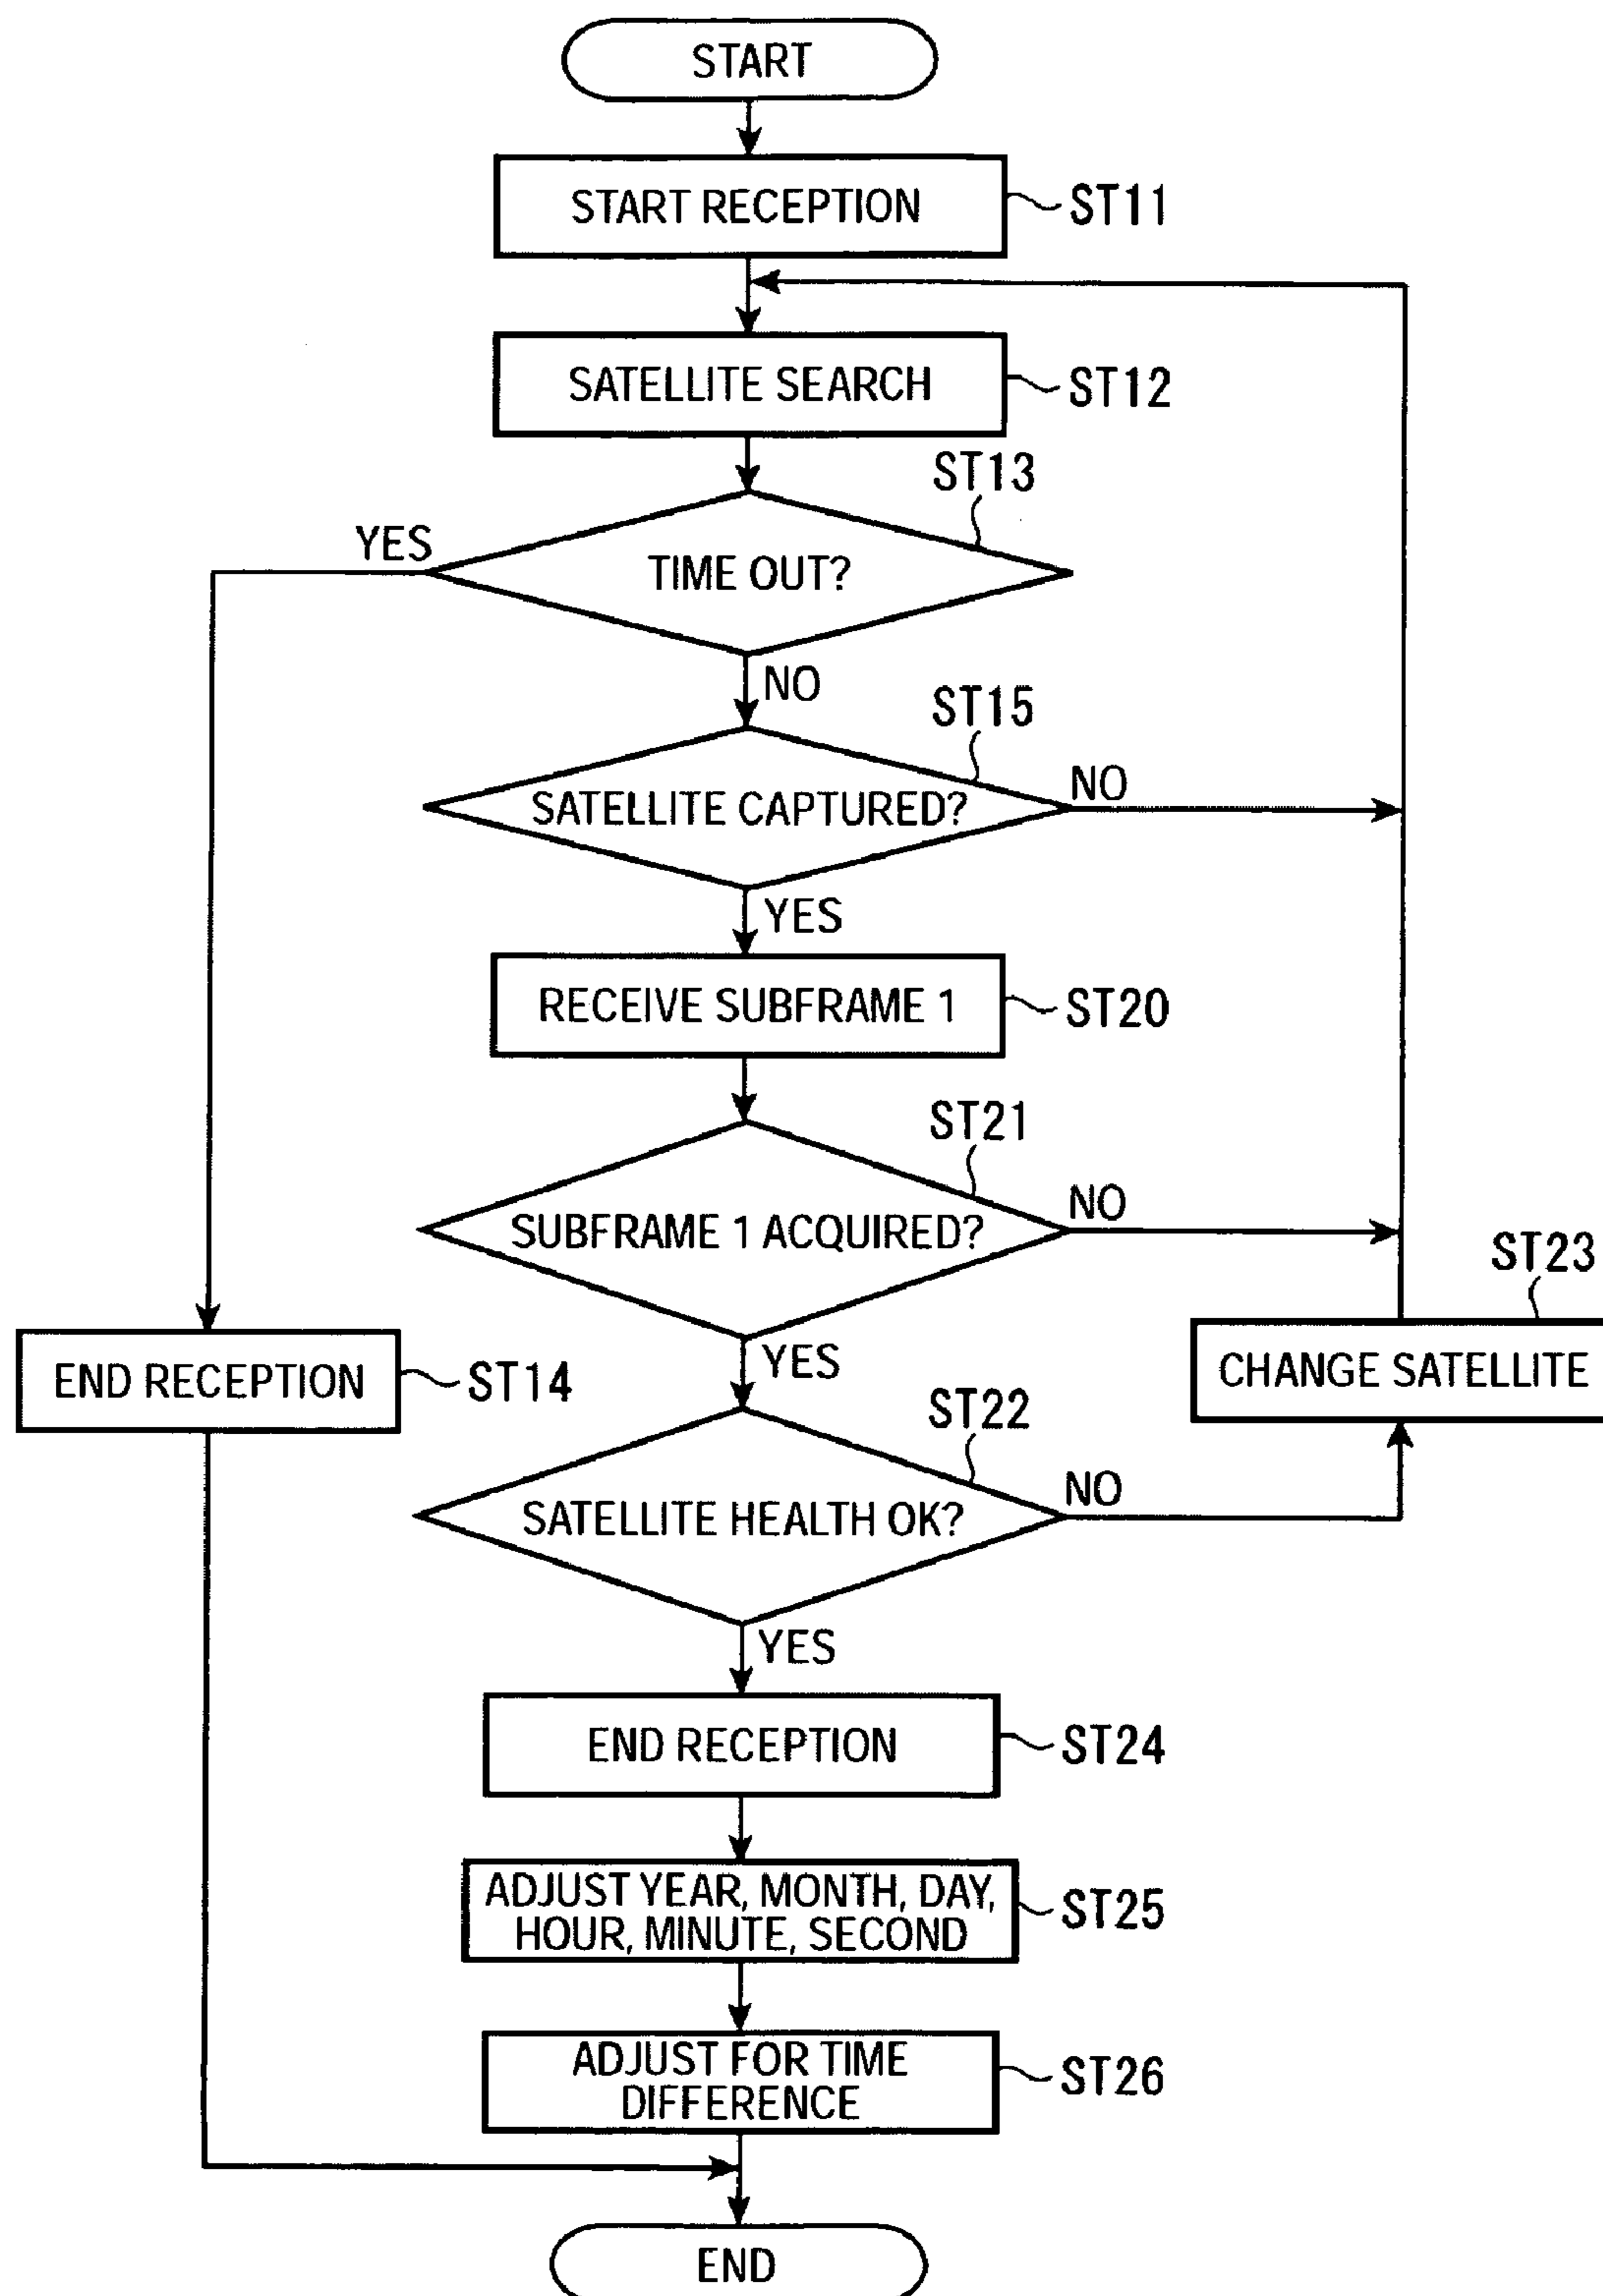 START
START RECEPTION
ST11
SATELLITE SEARCH
ST12
ST13
YES
TIME OUT?
NO
ST15
SATELLITE CAPTURED?
NO
YES
RECEIVE SUBFRAME 1
ST20
ST21
SUBFRAME 1 ACQUIRED?
NO
ST23
CHANGE SATELLITE
END RECEPTION
ST14
YES
ST22
SATELLITE HEALTH OK?
NO
YES
END RECEPTION
ST24
ADJUST YEAR, MONTH, DAY,
HOUR, MINUTE, SECOND
ST25
ADJUST FOR TIME
DIFFERENCE
ST26
END